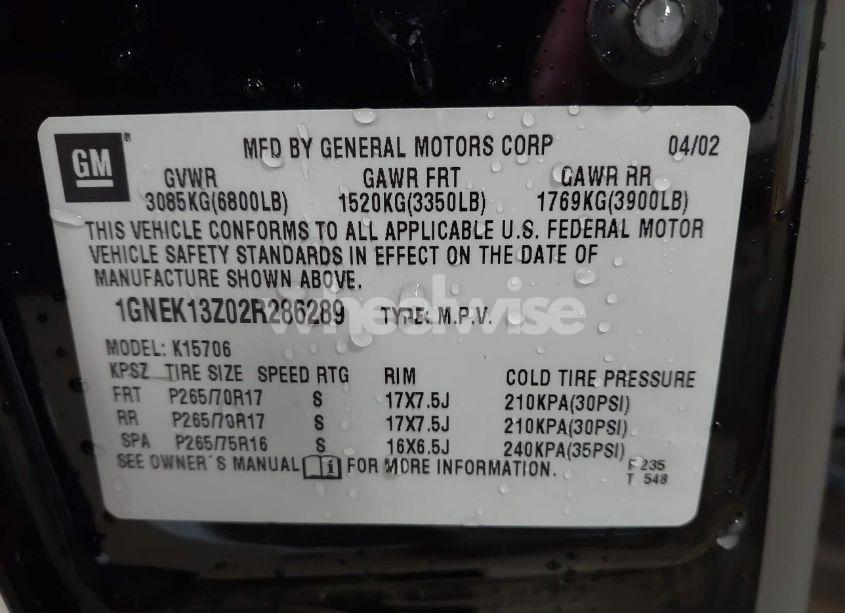 GM ®
MFD BY GENERAL MOTORS CORP 04/02
GVWR GAWR FRT GAWR RR
3085KG(6800LB) 1520KG(3350LB) 1769KG(3900LB)
THIS VEHICLE CONFORMS TO ALL APPLICABLE U.S. FEDERAL MOTOR
VEHICLE SAFETY STANDARDS IN EFFECT ON THE DATE OF
MANUFACTURE SHOWN ABOVE.
1GNEK13Z02R286289 TYPE: M.P.V.
wheelwise
MODEL: K15706
KPSZ TIRE SIZE SPEED RTG RIM COLD TIRE PRESSURE
FRT P265/70R17 S 17X7.5J 210KPA(30PSI)
RR P265/70R17 S 17X7.5J 210KPA(30PSI)
SPA P265/75R16 S 16X6.5J 240KPA(35PSI)
SEE OWNER'S MANUAL i FOR MORE INFORMATION.
F 235
T 548